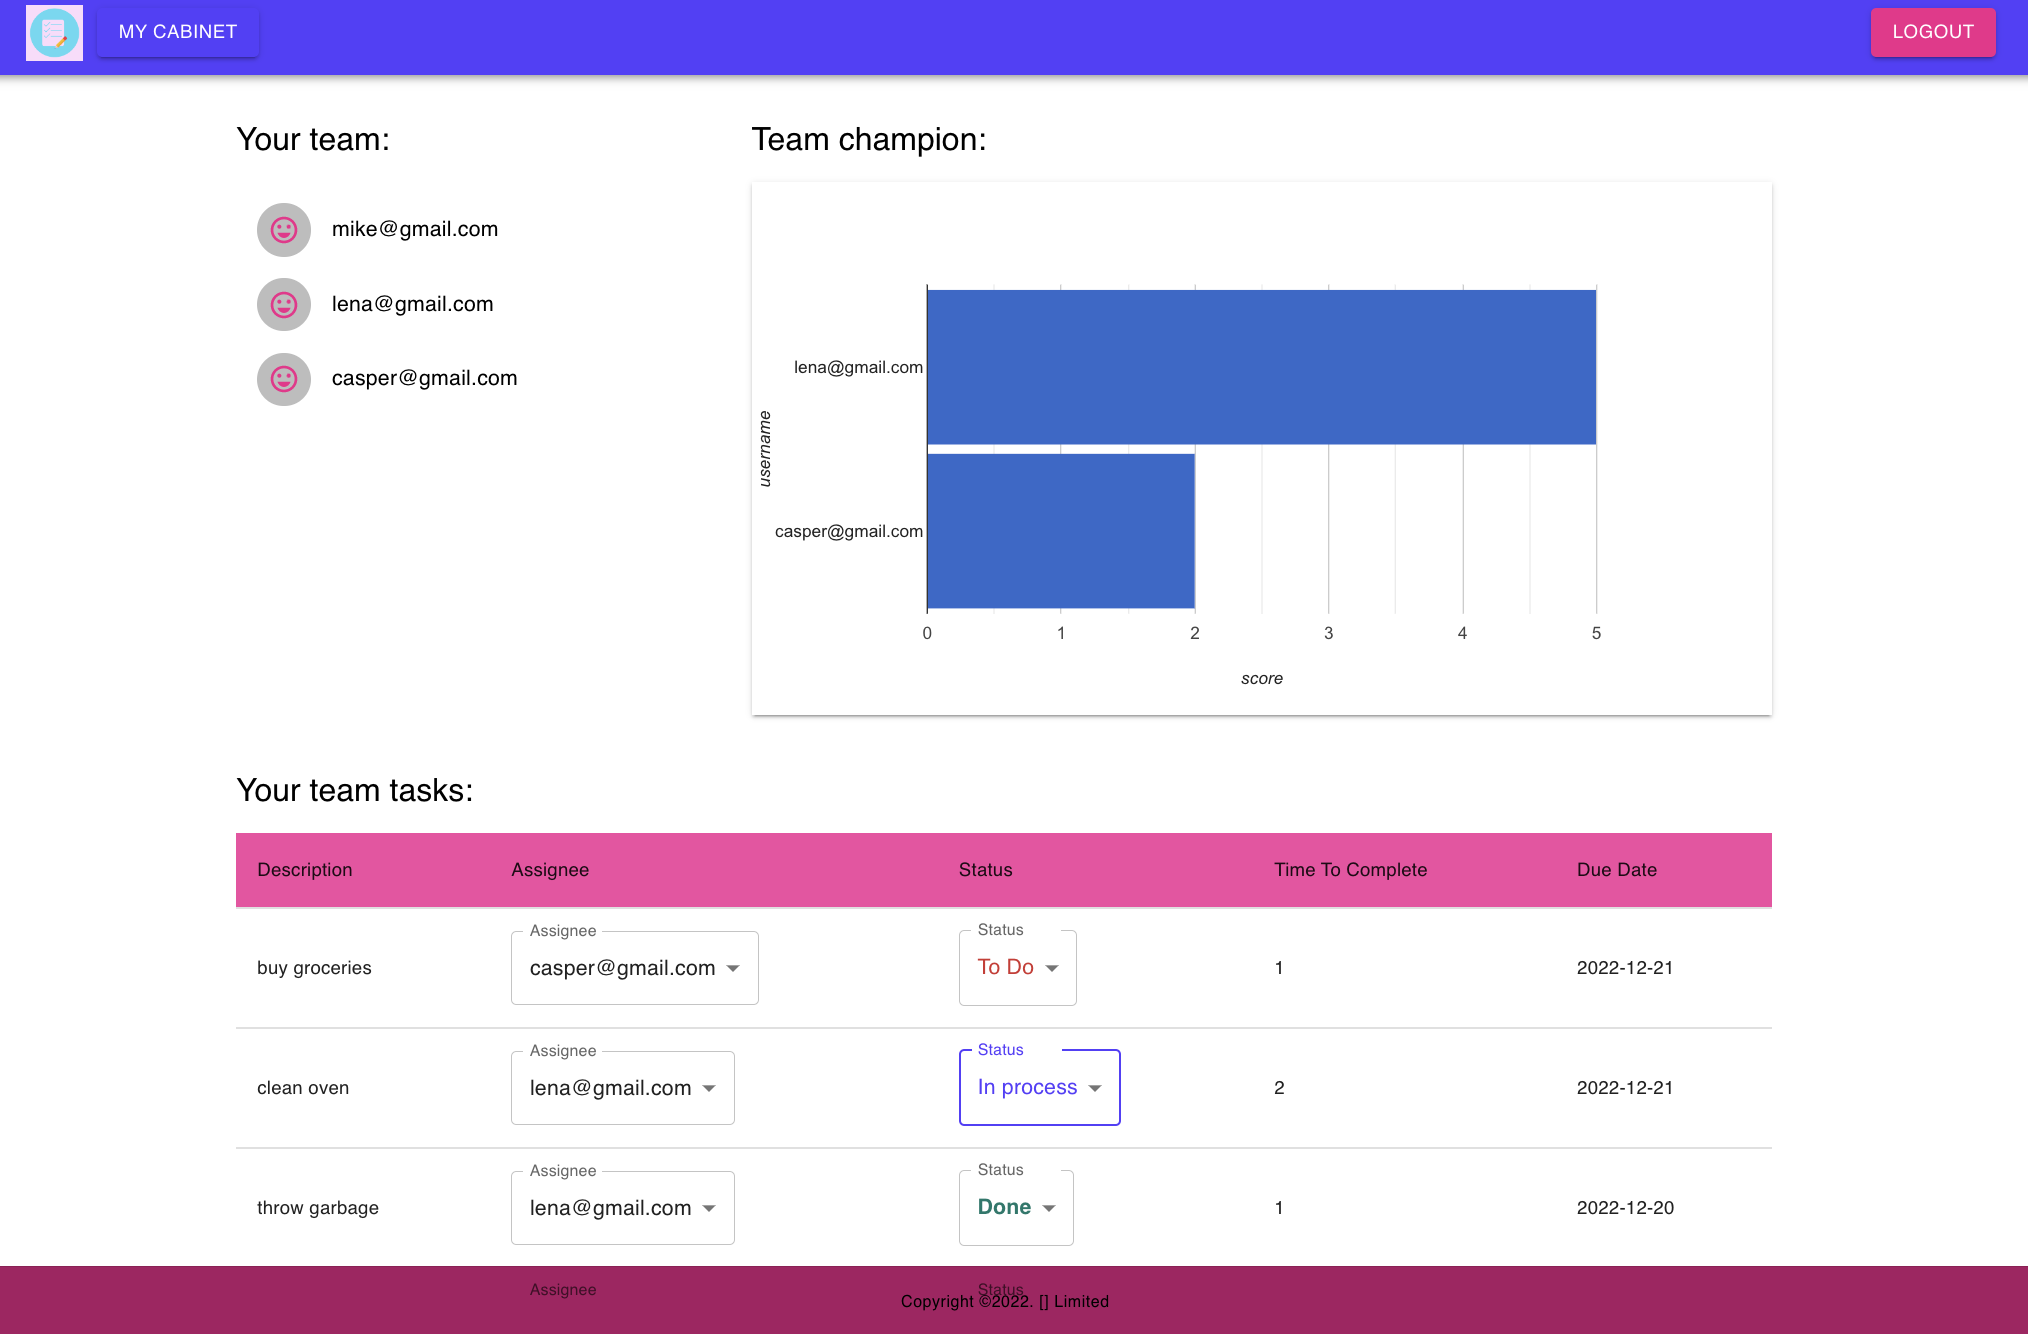 MY CABINET
LOGOUT
Your team:
mike@gmail.com
lena@gmail.com
casper@gmail.com
Team champion:
username
lena@gmail.com
casper@gmail.com
0 1 2 3 4 5
score
Your team tasks:
Description Assignee Status Time To Complete Due Date
Assignee Status
buy groceries casper@gmail.com To Do 1 2022-12-21
Assignee Status
clean oven lena@gmail.com In process 2 2022-12-21
Assignee Status
throw garbage lena@gmail.com Done 1 2022-12-20
Assignee Status
Copyright ©2022. [] Limited